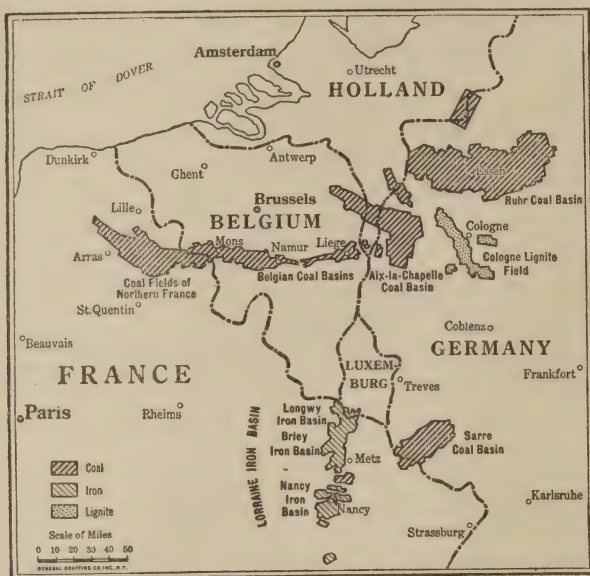 Amsterdam
Utrecht
STRAIT OF DOVER
HOLLAND
Dunkirk
Antwerp
Essen
Ghent
Ruhr Coal Basin
Brussels
Lille
BELGIUM
Cologne
Mons
Namur
Liege
Cologne
Lignite
Field
Arras
Coal Fields of
Northern France
Belgian Coal Basins
Aix-la-Chapelle
Coal Basin
St.Quentin
Coblenz
Beauvais
GERMANY
LUXEM-
BURG
Frankfort
FRANCE
Treves
Paris
Rheims
Longwy
Iron Basin
Briey
Iron Basin
LORRAINE IRON BASIN
Sarre
Coal Basin
Metz
Nancy
Iron
Basin
Nancy
Karlsruhe
Strassburg
Coal
Iron
Lignite
Scale of Miles
0 10 20 30 40 50
GENERAL DRAFTING CO. INC., N.Y.